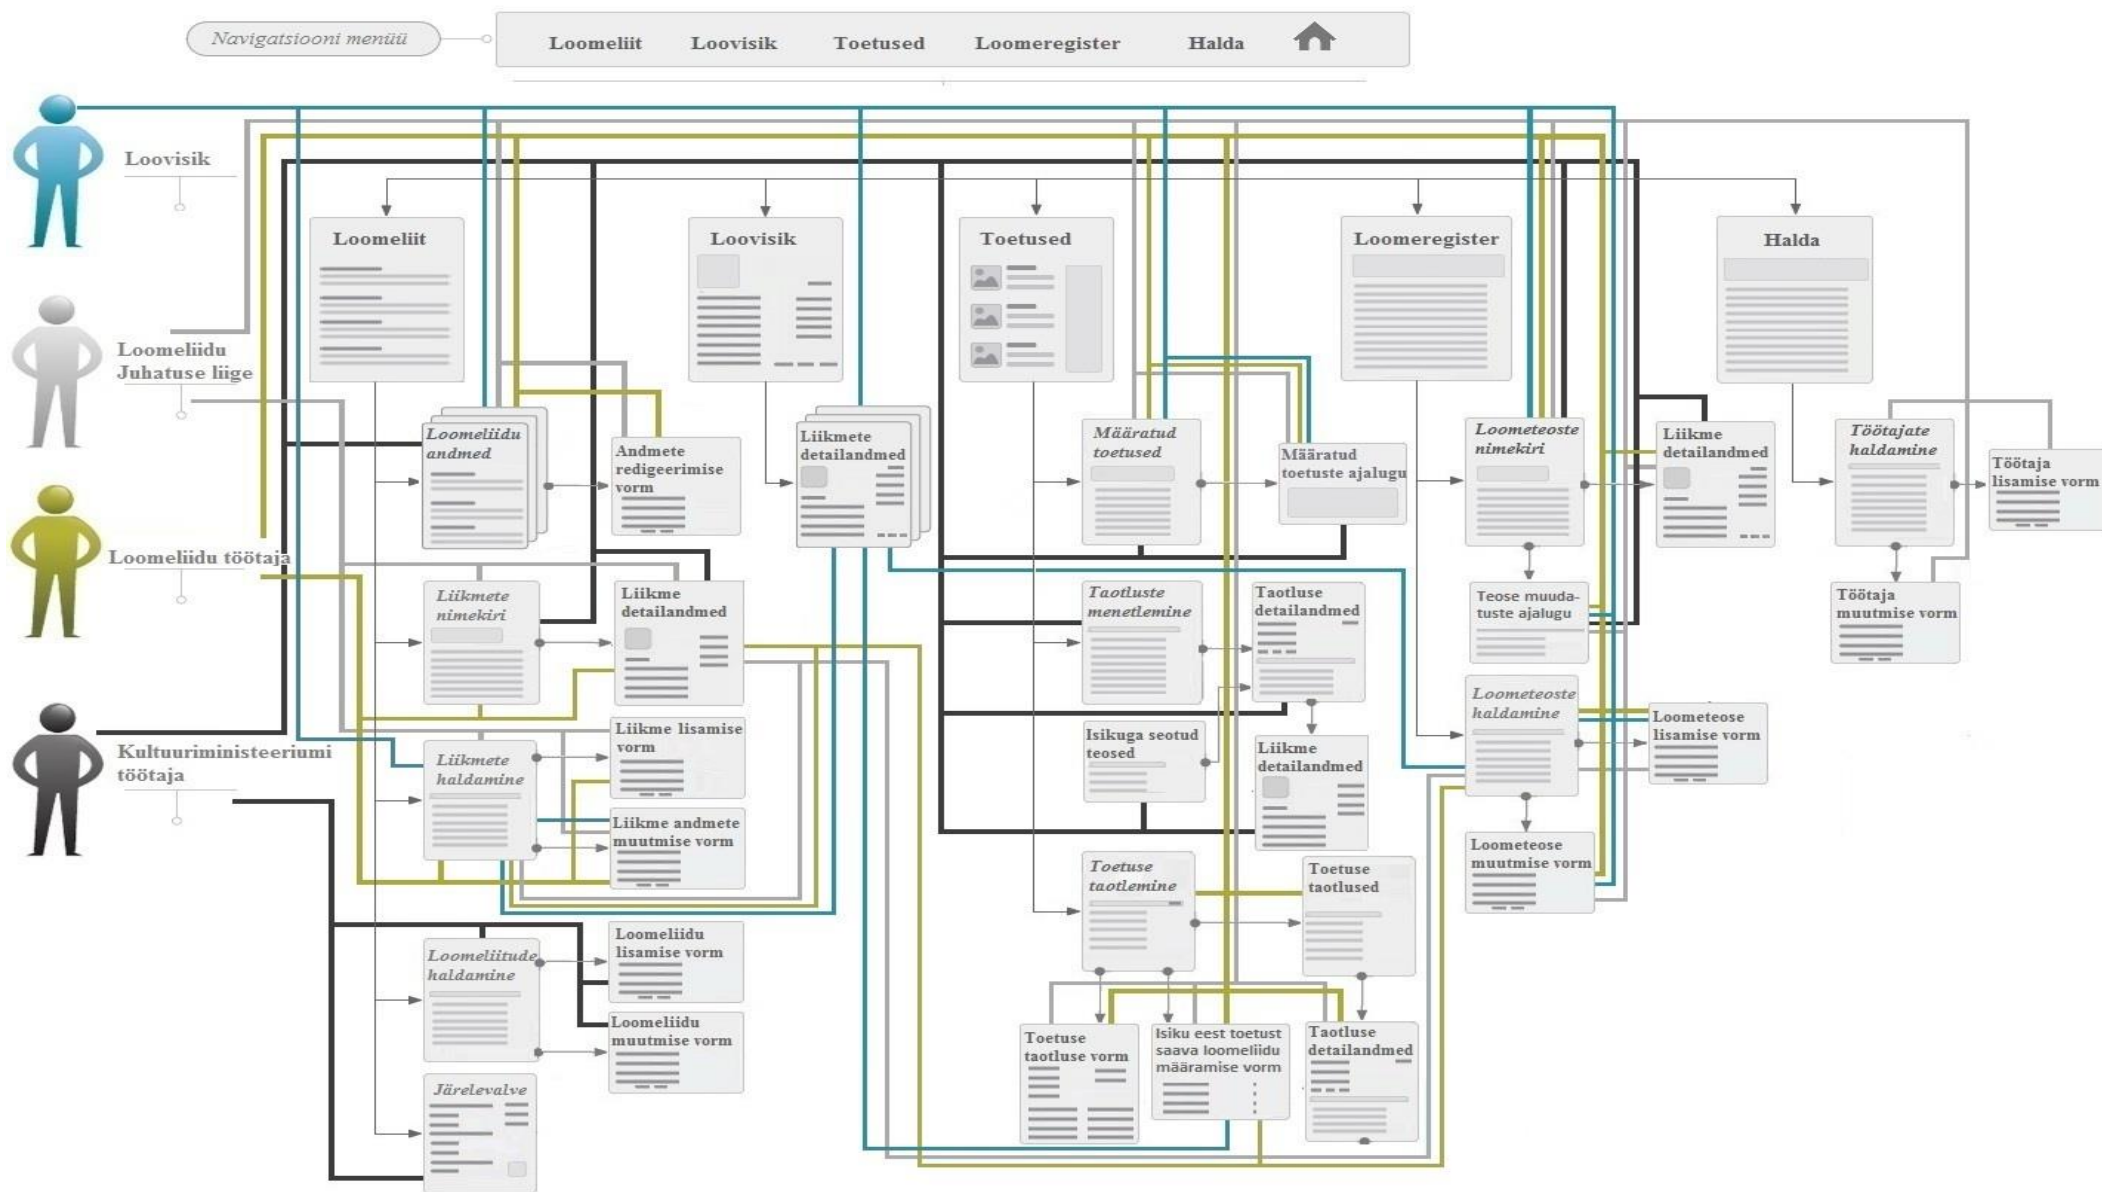 Navigatsiooni menüü
Loomeliit
Loovisik
Toetused
Loomeregister
Halda
Loovisik
Loomeliidu
Juhatuse liige
Loomeliidu töötaja
Kultuuriministeeriumi
töötaja
Loomeliit
Loovisik
Toetused
Loomeregister
Halda
Loomeliidu
andmed
Andmete
redigeerimise
vorm
Liikmete
detailandmed
Määratud
toetused
Määratud
toetuste ajalugu
Loometeoste
nimekiri
Liikme
detailandmed
Töötajate
haldamine
Töötaja
lisamise vorm
Liikmete
nimekiri
Liikme
detailandmed
Taotluste
menetlemine
Taotluse
detailandmed
Teose muuda-
tuste ajalugu
Töötaja
muutmise vorm
Liikmete
haldamine
Liikme lisamise
vorm
Liikme andmete
muutmise vorm
Isikuga seotud
teosed
Liikme
detailandmed
Loometeoste
haldamine
Loometeose
lisamise vorm
Loometeose
muutmise vorm
Toetuse
taotlemine
Toetuse
taotlused
Loomeliitude
haldamine
Loomeliidu
lisamise vorm
Loomeliidu
muutmise vorm
Järelevalve
Toetuse
taotluse vorm
Isiku eest toetust
saava loomeliidu
määramise vorm
Taotluse
detailandmed